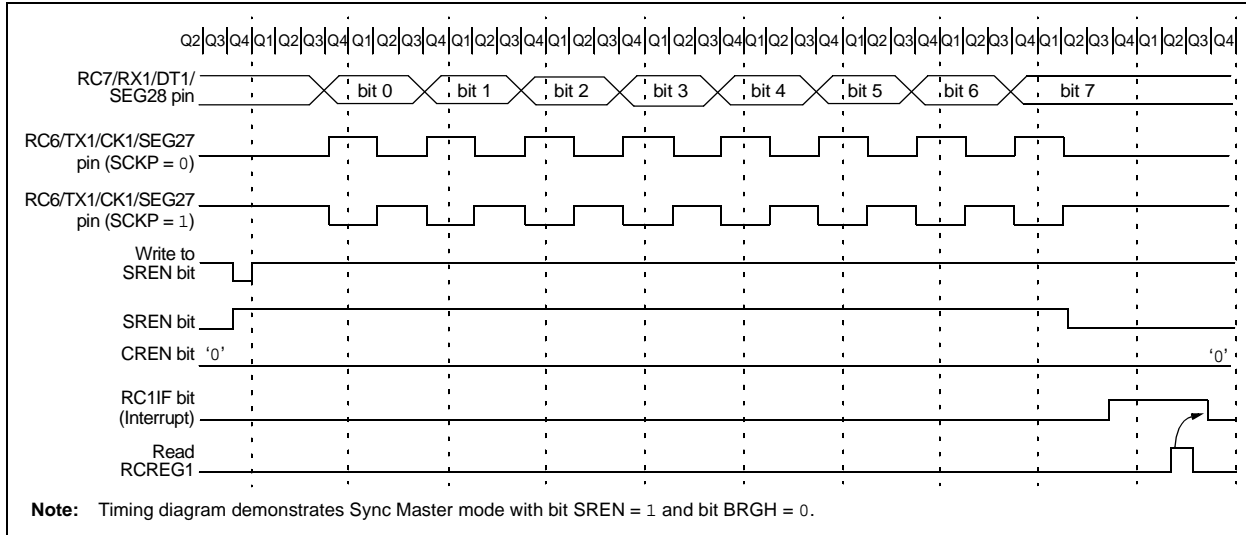 Q2 Q3 Q4 Q1 Q2 Q3 Q4 Q1 Q2 Q3 Q4 Q1 Q2 Q3 Q4 Q1 Q2 Q3 Q4 Q1 Q2 Q3 Q4 Q1 Q2 Q3 Q4 Q1 Q2 Q3 Q4 Q1 Q2 Q3 Q4 Q1 Q2 Q3 Q4 Q1 Q2 Q3 Q4
RC7/RX1/DT1/
SEG28 pin
bit 0 bit 1 bit 2 bit 3 bit 4 bit 5 bit 6 bit 7
RC6/TX1/CK1/SEG27
pin (SCKP = 0)
RC6/TX1/CK1/SEG27
pin (SCKP = 1)
Write to
SREN bit
SREN bit
CREN bit '0' '0'
RC1IF bit
(Interrupt)
Read
RCREG1
Note: Timing diagram demonstrates Sync Master mode with bit SREN = 1 and bit BRGH = 0.